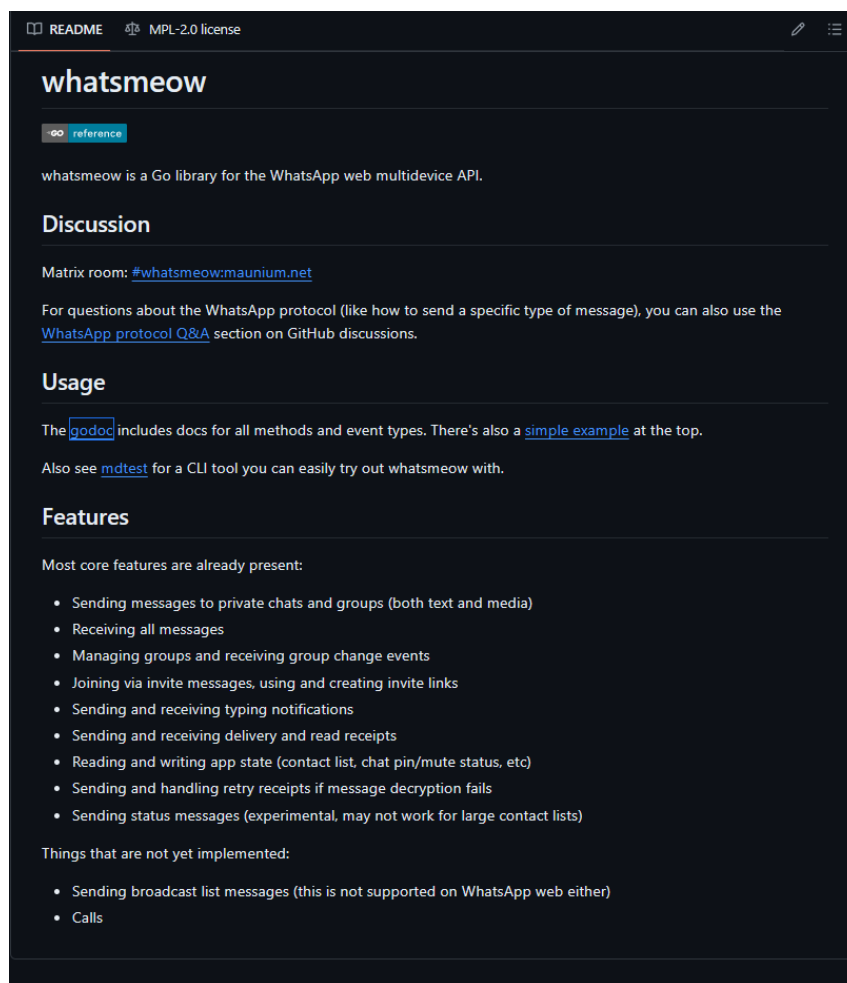 README MPL-2.0 license
whatsmeow
GO reference
whatsmeow is a Go library for the WhatsApp web multidevice API.
Discussion
Matrix room: #whatsmeow:maunium.net
For questions about the WhatsApp protocol (like how to send a specific type of message), you can also use the
WhatsApp protocol Q&A section on GitHub discussions.
Usage
The godoc includes docs for all methods and event types. There's also a simple example at the top.
Also see mdtest for a CLI tool you can easily try out whatsmeow with.
Features
Most core features are already present:
• Sending messages to private chats and groups (both text and media)
• Receiving all messages
• Managing groups and receiving group change events
• Joining via invite messages, using and creating invite links
• Sending and receiving typing notifications
• Sending and receiving delivery and read receipts
• Reading and writing app state (contact list, chat pin/mute status, etc)
• Sending and handling retry receipts if message decryption fails
• Sending status messages (experimental, may not work for large contact lists)
Things that are not yet implemented:
• Sending broadcast list messages (this is not supported on WhatsApp web either)
• Calls